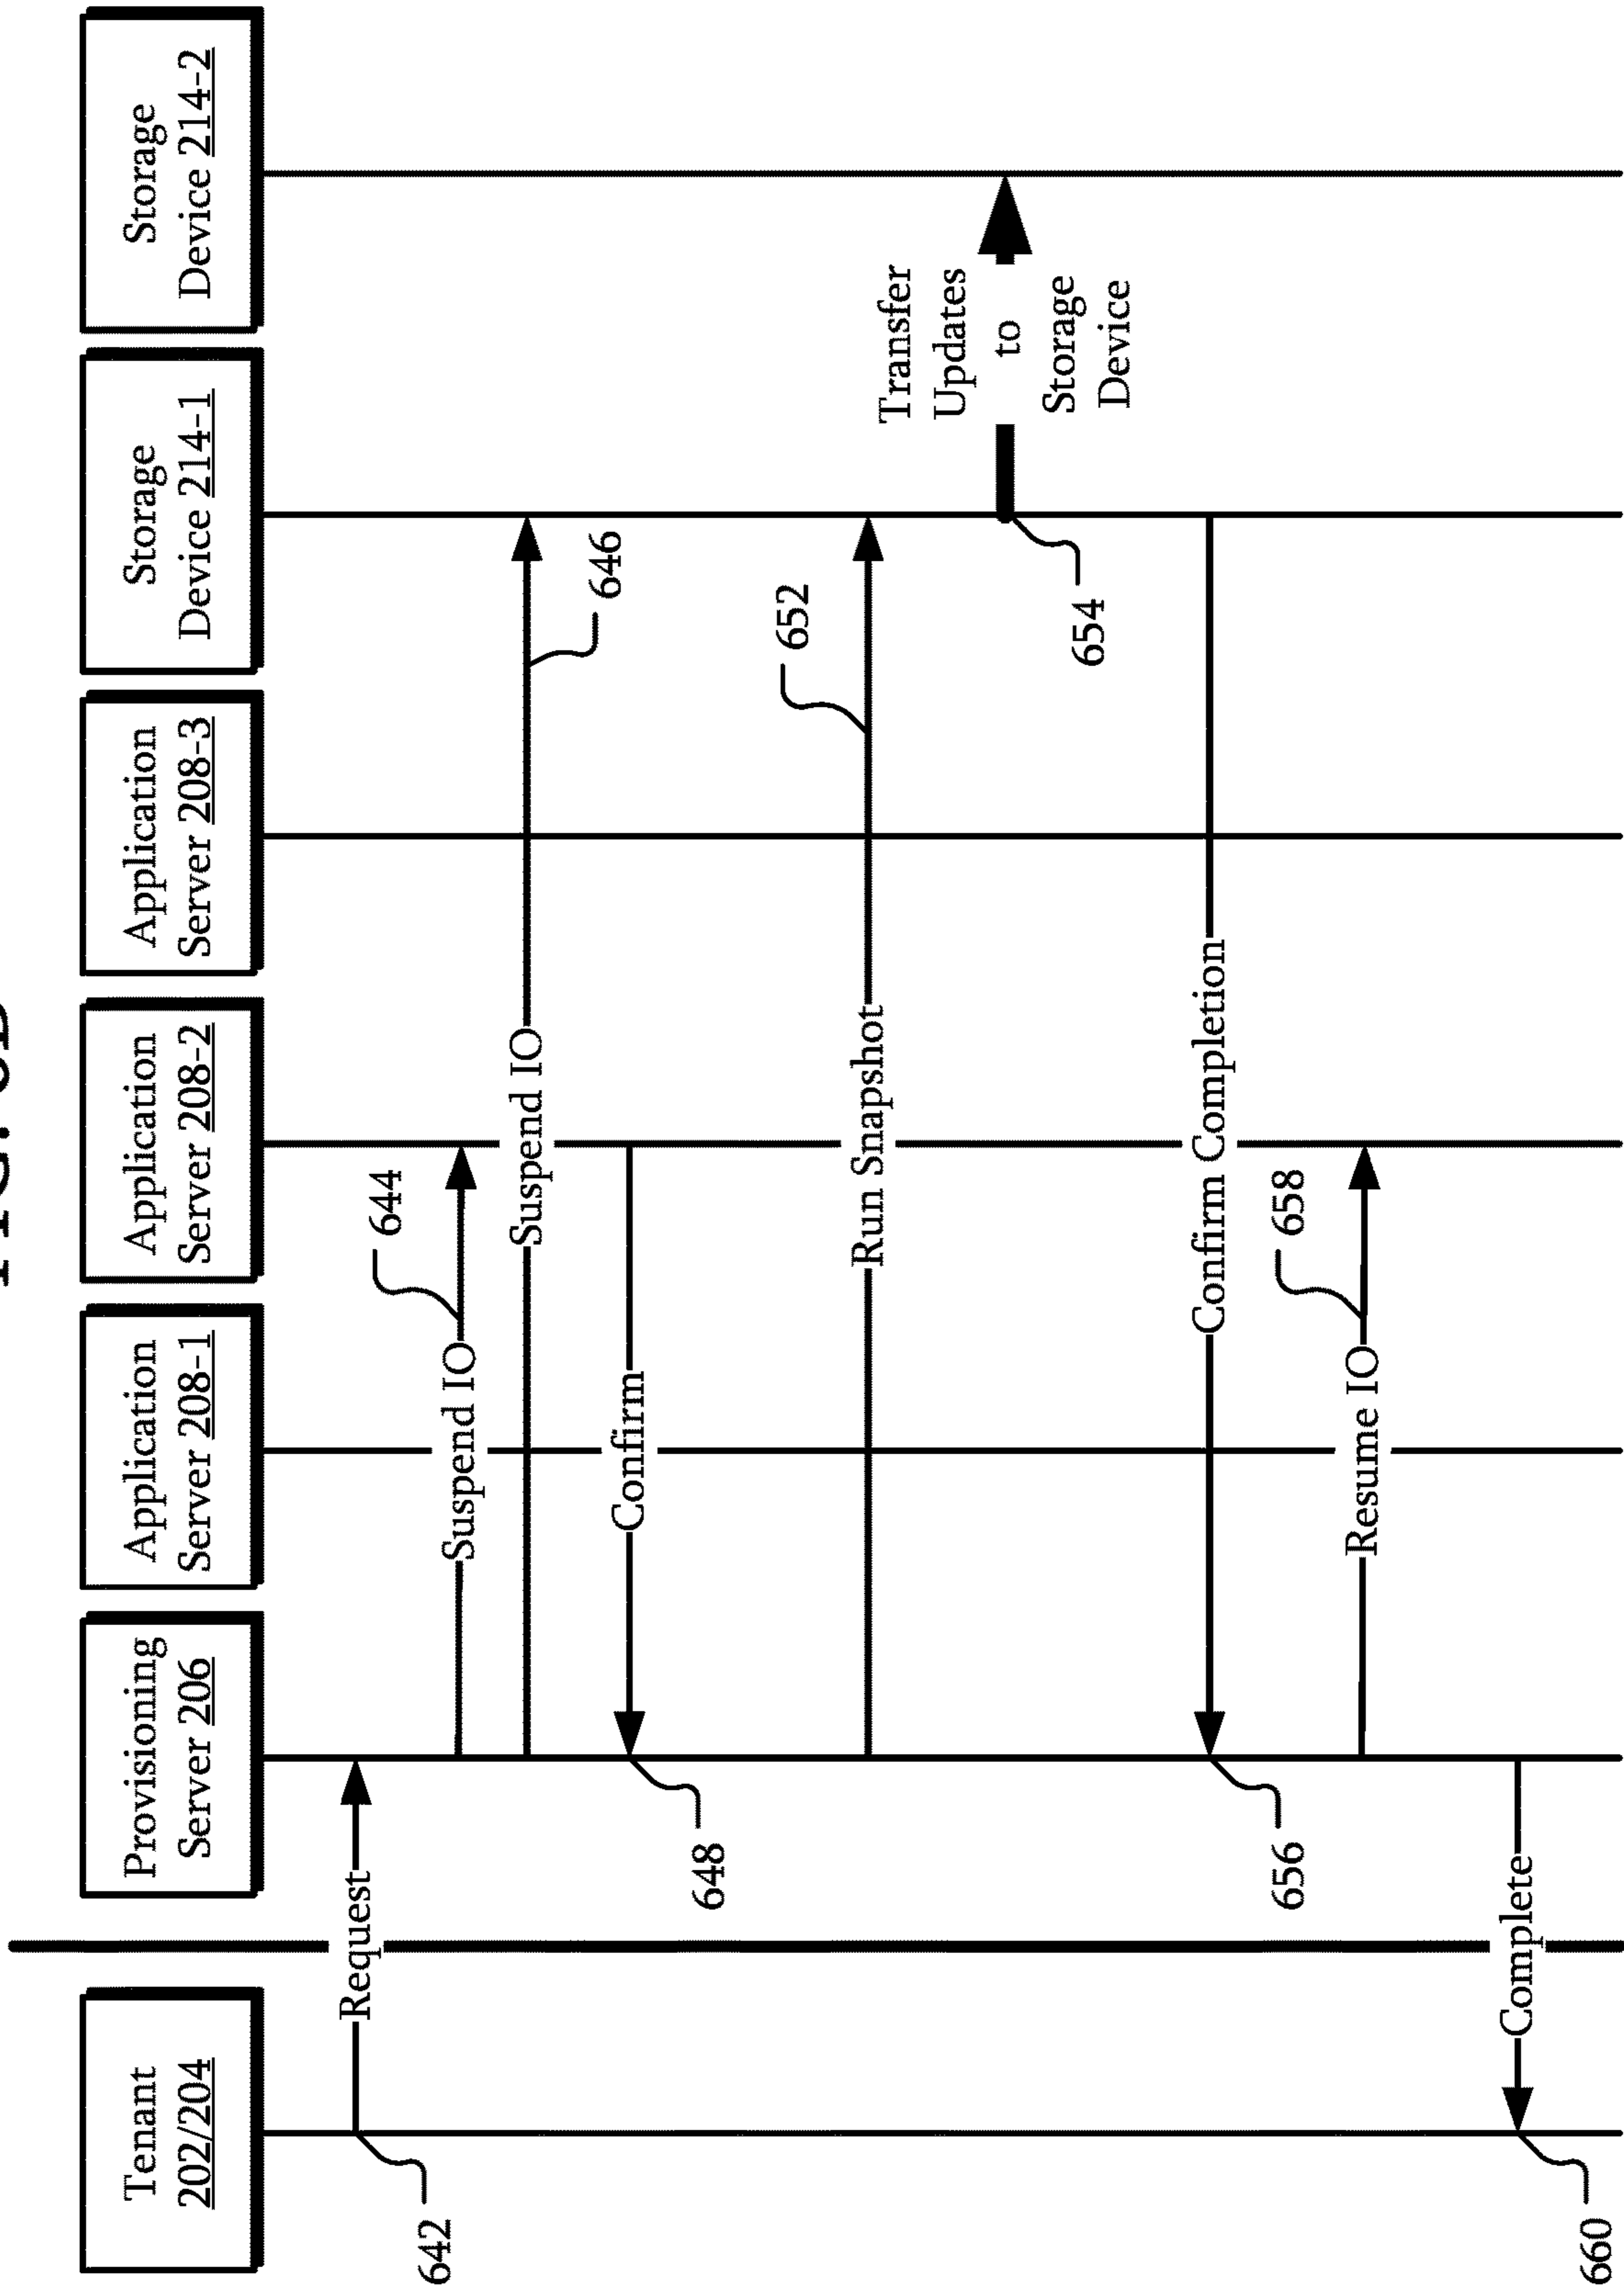 Tenant
202/204
Provisioning
Server 206
Application
Server 208-1
Application
Server 208-2
Application
Server 208-3
Storage
Device 214-1
Storage
Device 214-2
Request
642
Suspend IO
644
Suspend IO
646
Confirm
648
Run Snapshot
652
Transfer
Updates
to
Storage
Device
654
Confirm Completion
656
Resume IO
658
Complete
660